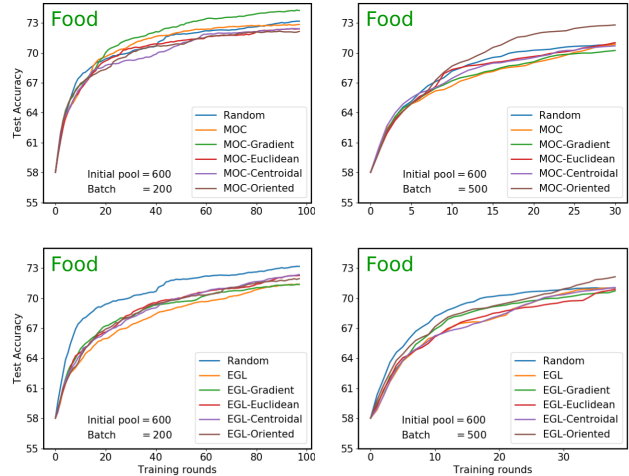 Food
Test Accuracy
73
70
67
64
61
58
55
0
20
40
60
80
100
Random
MOC
MOC-Gradient
MOC-Euclidean
MOC-Centroidal
MOC-Oriented
Initial pool = 600
Batch = 200
Food
73
70
67
64
61
58
55
0
5
10
15
20
25
30
Random
MOC
MOC-Gradient
MOC-Euclidean
MOC-Centroidal
MOC-Oriented
Initial pool = 600
Batch = 500
Food
Test Accuracy
73
70
67
64
61
58
55
0
20
40
60
80
100
Training rounds
Random
EGL
EGL-Gradient
EGL-Euclidean
EGL-Centroidal
EGL-Oriented
Initial pool = 600
Batch = 200
Food
73
70
67
64
61
58
55
0
10
20
30
Training rounds
Random
EGL
EGL-Gradient
EGL-Euclidean
EGL-Centroidal
EGL-Oriented
Initial pool = 600
Batch = 500